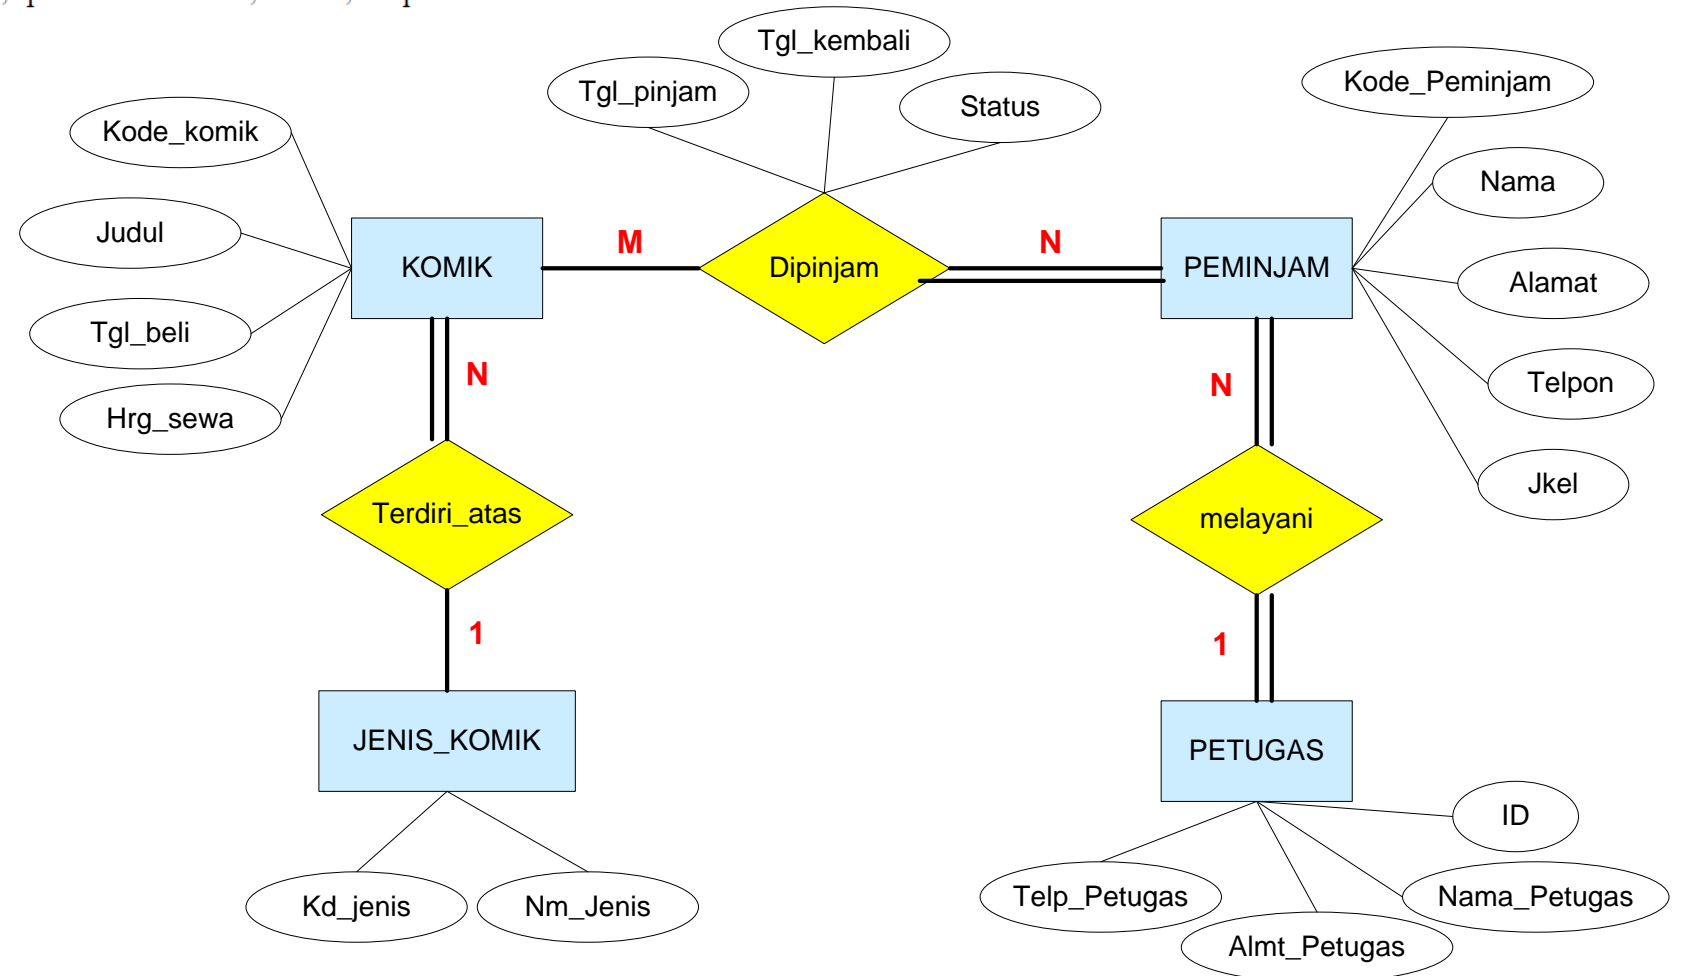 Tgl_kembali
Tgl_pinjam
Status
Kode_Peminjam
Kode_komik
Nama
Judul
KOMIK
M
Dipinjam
N
PEMINJAM
Alamat
Tgl_beli
N
N
Telpon
Hrg_sewa
Jkel
Terdiri_atas
melayani
1
1
JENIS_KOMIK
PETUGAS
ID
Kd_jenis
Nm_Jenis
Telp_Petugas
Nama_Petugas
Almt_Petugas